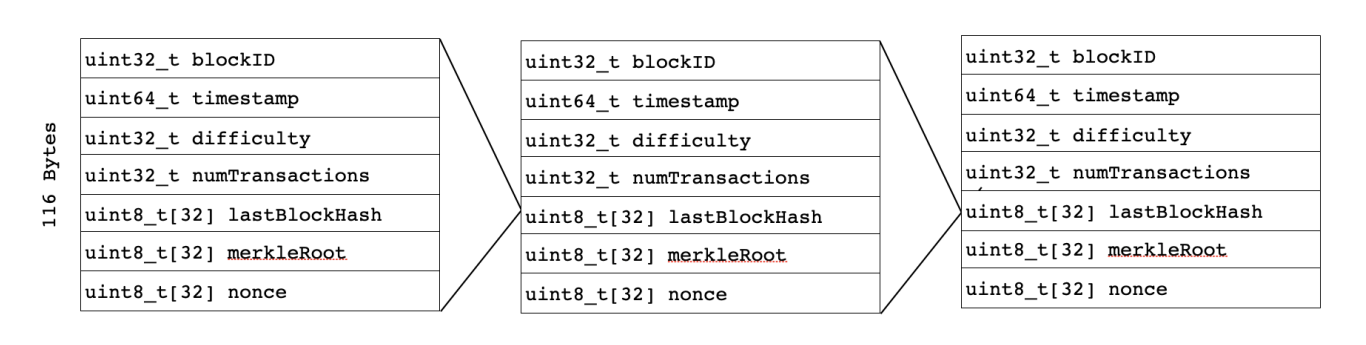 116 Bytes
uint32_t blockID
uint64_t timestamp
uint32_t difficulty
uint32_t numTransactions
uint8_t[32] lastBlockHash
uint8_t[32] merkleRoot
uint8_t[32] nonce
uint32_t blockID
uint64_t timestamp
uint32_t difficulty
uint32_t numTransactions
uint8_t[32] lastBlockHash
uint8_t[32] merkleRoot
uint8_t[32] nonce
uint32_t blockID
uint64_t timestamp
uint32_t difficulty
uint32_t numTransactions
uint8_t[32] lastBlockHash
uint8_t[32] merkleRoot
uint8_t[32] nonce